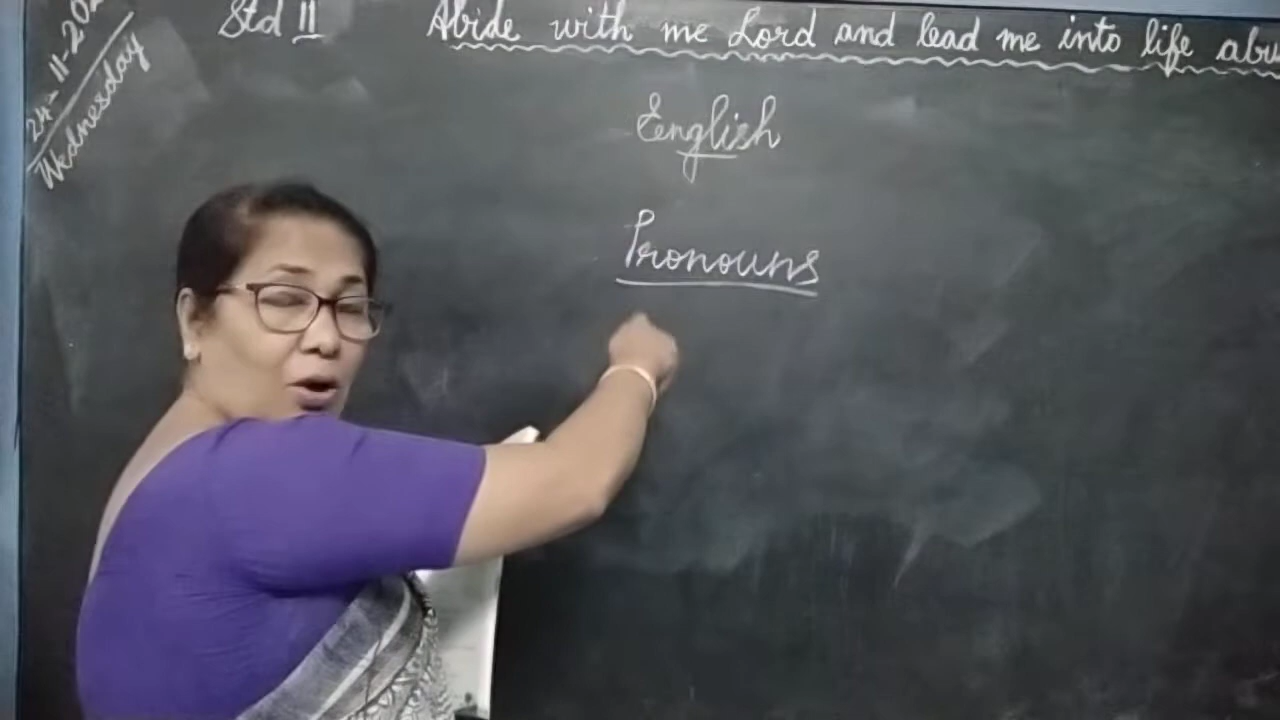 24-11-202
Wednesday
Std II
Abide with me Lord and lead me into life abu
English
Pronouns